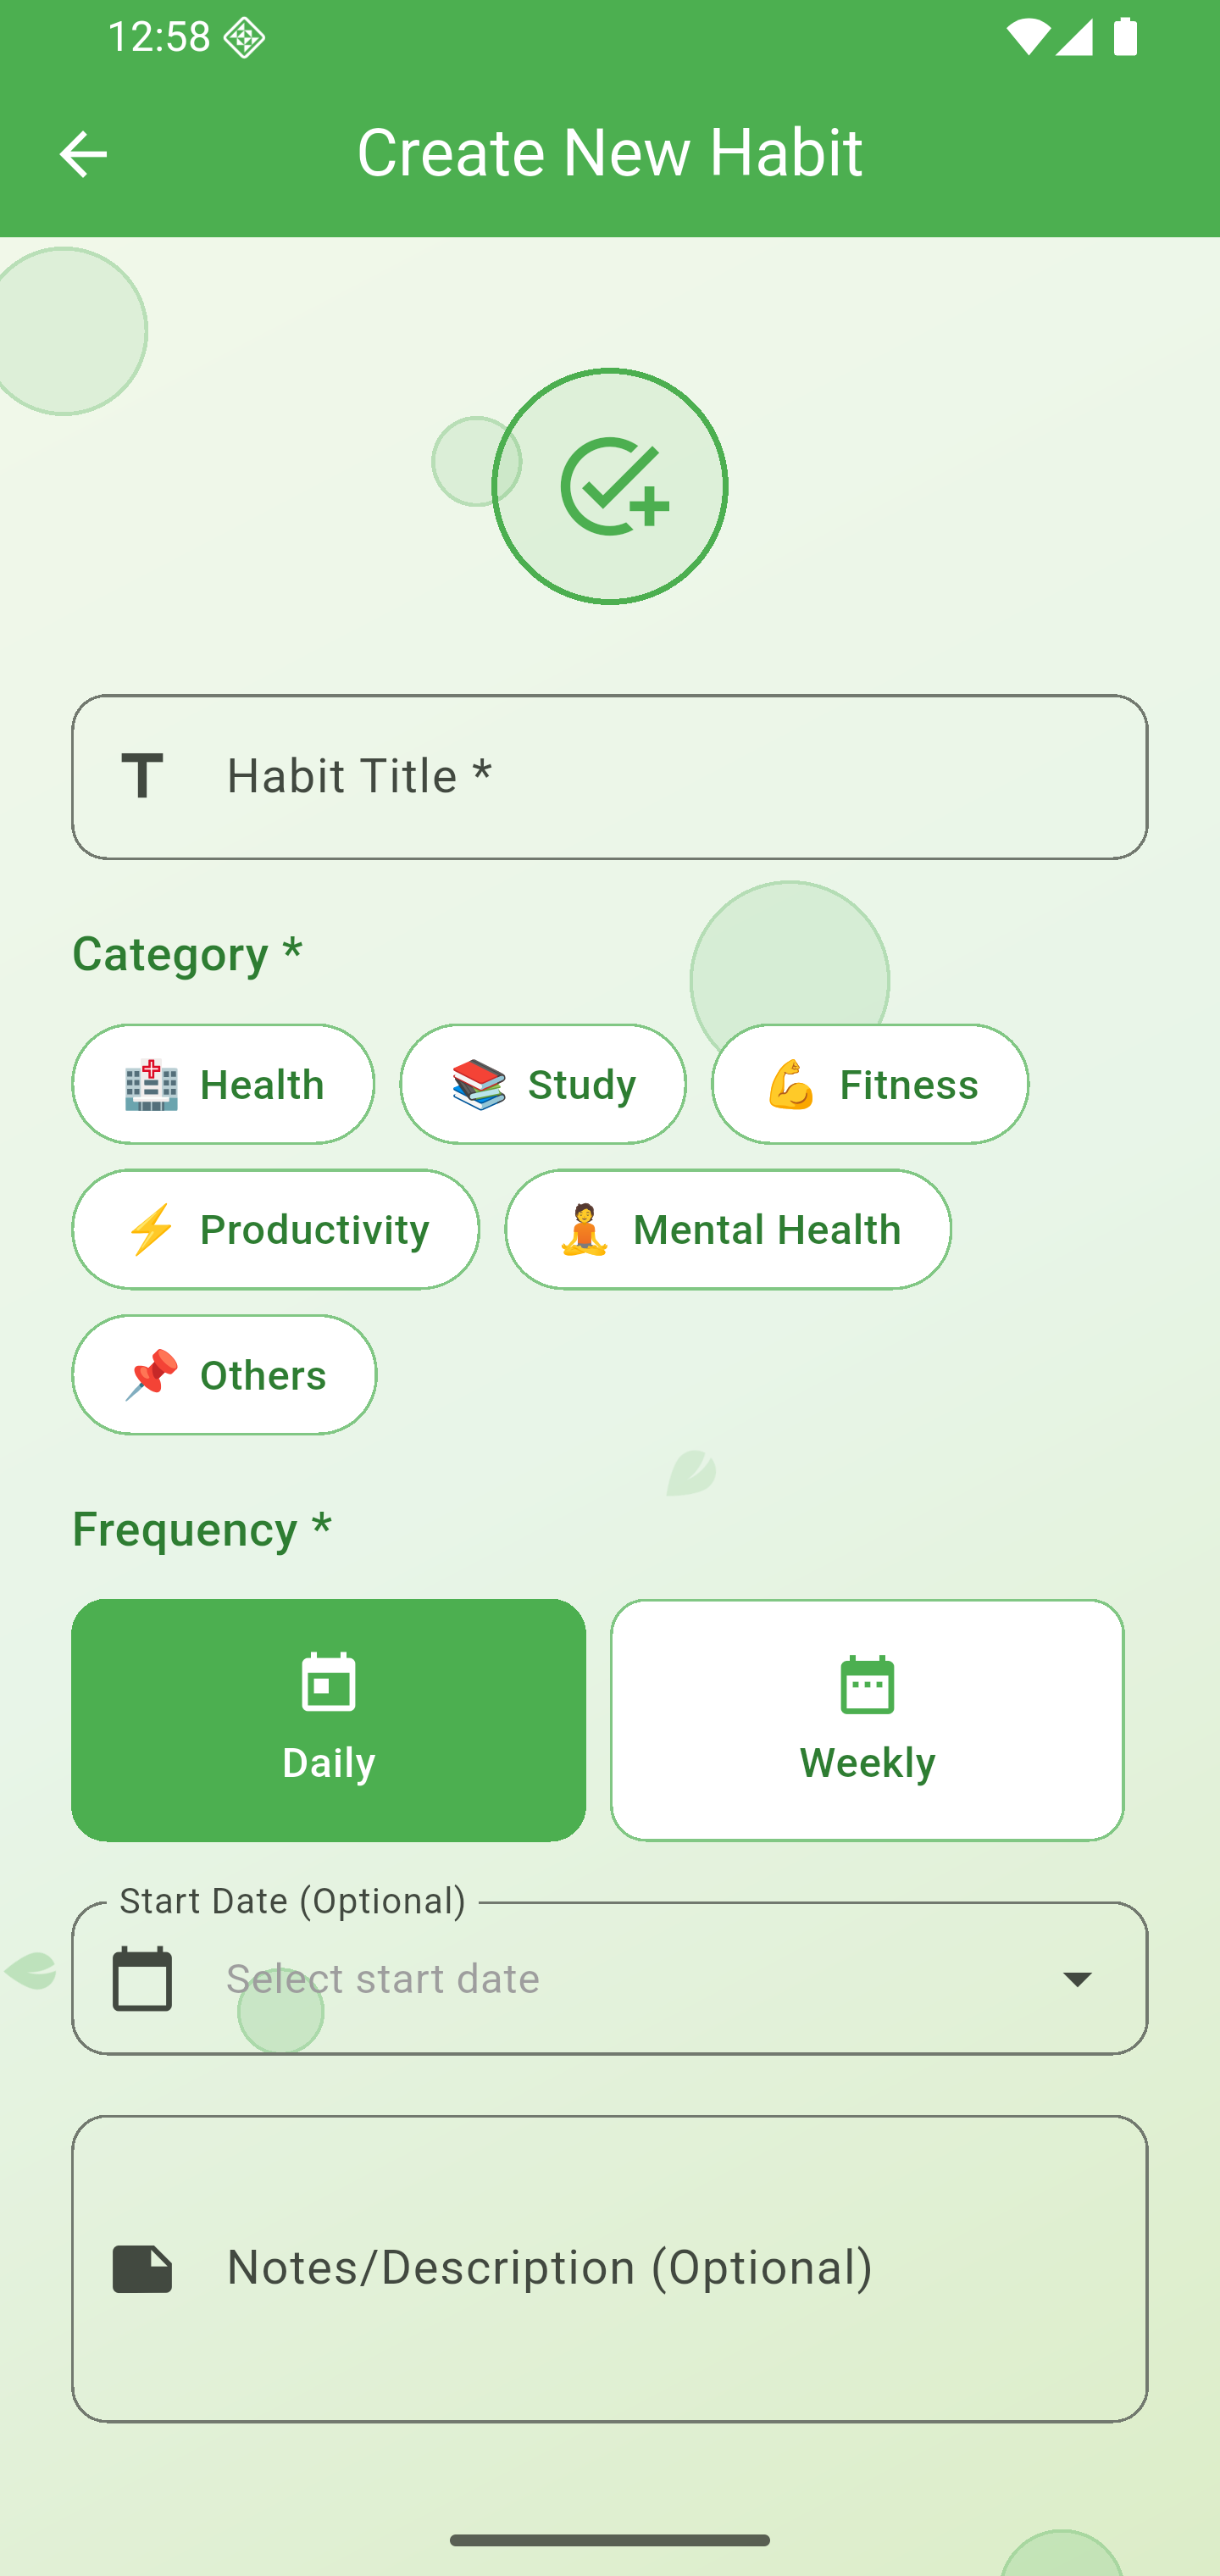 12:58
Create New Habit
Habit Title *
Category *
Health
Study
Fitness
Productivity
Mental Health
Others
Frequency *
Daily
Weekly
Start Date (Optional)
Select start date
Notes/Description (Optional)